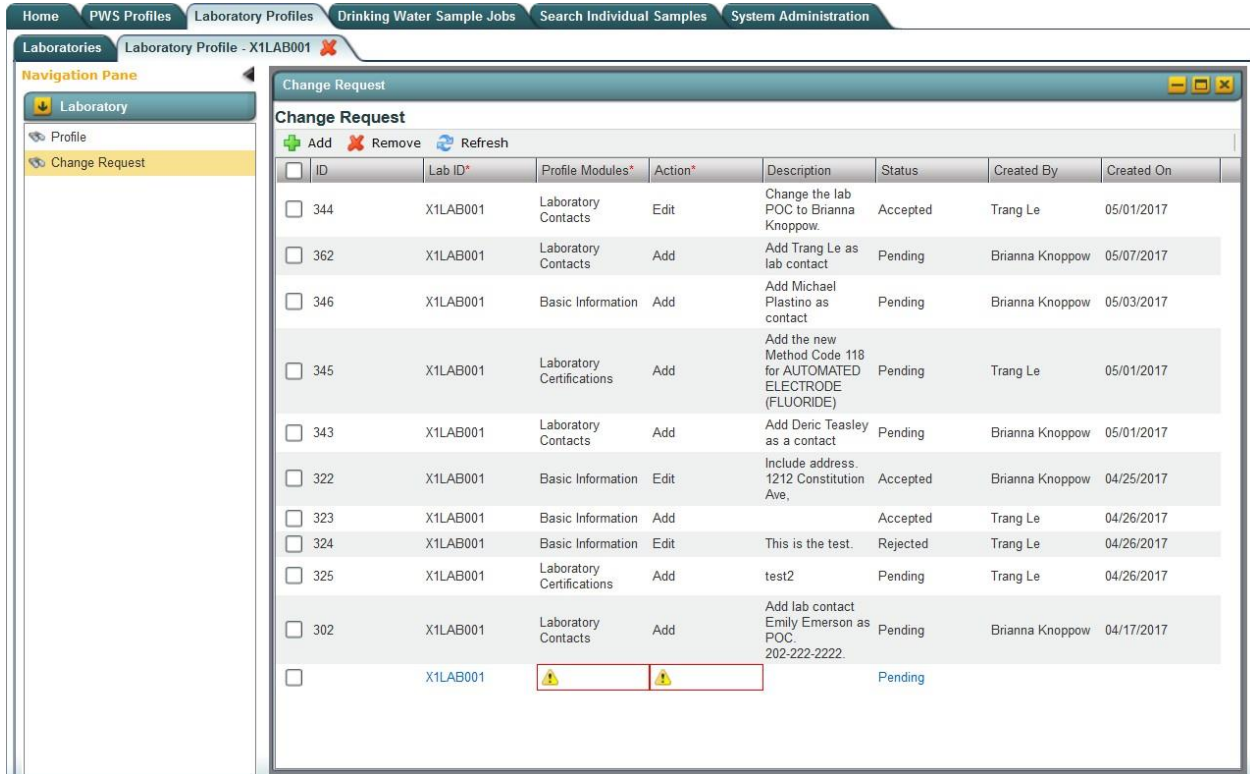 Home PWS Profiles Laboratory Profiles Drinking Water Sample Jobs Search Individual Samples System Administration
Laboratories Laboratory Profile - X1LAB001
Navigation Pane
Laboratory
Profile
Change Request
Change Request
Change Request
Add Remove Refresh
ID Lab ID* Profile Modules* Action* Description Status Created By Created On
344 X1LAB001 Laboratory Contacts Edit Change the lab POC to Brianna Knoppow. Accepted Trang Le 05/01/2017
362 X1LAB001 Laboratory Contacts Add Add Trang Le as lab contact Pending Brianna Knoppow 05/07/2017
346 X1LAB001 Basic Information Add Add Michael Plastino as contact Pending Brianna Knoppow 05/03/2017
345 X1LAB001 Laboratory Certifications Add Add the new Method Code 118 for AUTOMATED ELECTRODE (FLUORIDE) Pending Trang Le 05/01/2017
343 X1LAB001 Laboratory Contacts Add Add Deric Teasley as a contact Pending Brianna Knoppow 05/01/2017
322 X1LAB001 Basic Information Edit Include address. 1212 Constitution Ave, Accepted Brianna Knoppow 04/25/2017
323 X1LAB001 Basic Information Add Accepted Trang Le 04/26/2017
324 X1LAB001 Basic Information Edit This is the test. Rejected Trang Le 04/26/2017
325 X1LAB001 Laboratory Certifications Add test2 Pending Trang Le 04/26/2017
302 X1LAB001 Laboratory Contacts Add Add lab contact Emily Emerson as POC. 202-222-2222. Pending Brianna Knoppow 04/17/2017
X1LAB001 Pending